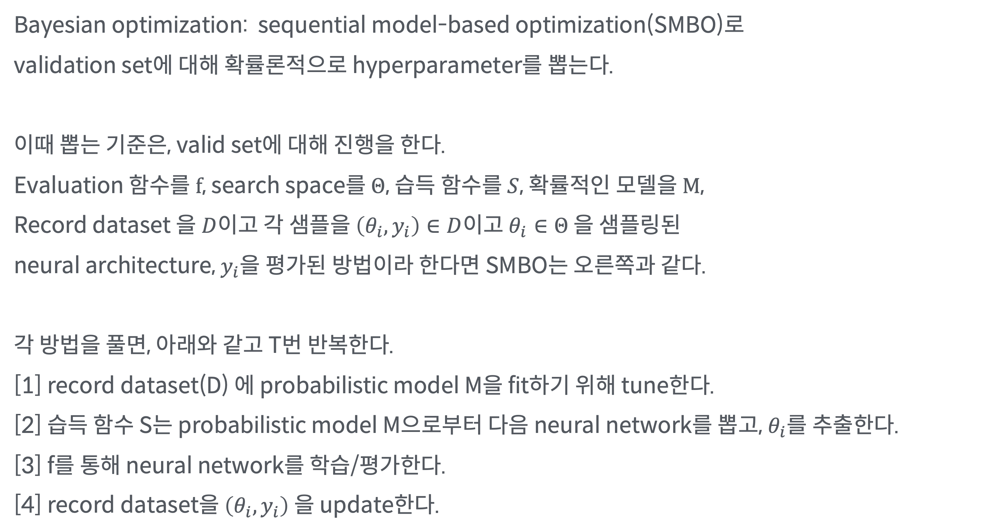 Bayesian optimization: sequential model-based optimization(SMBO)로
validation set에 대해 확률론적으로 hyperparameter를 뽑는다.
이때 뽑는 기준은, valid set에 대해 진행을 한다.
Evaluation 함수를 f, search space를 Θ, 습득 함수를 S, 확률적인 모델을 M,
Record dataset 을 D이고 각 샘플을 (θᵢ, yᵢ) ∈ D이고 θᵢ ∈ Θ 을 샘플링된
neural architecture, yᵢ을 평가된 방법이라 한다면 SMBO는 오른쪽과 같다.
각 방법을 풀면, 아래와 같고 T번 반복한다.
[1] record dataset(D) 에 probabilistic model M을 fit하기 위해 tune한다.
[2] 습득 함수 S는 probabilistic model M으로부터 다음 neural network를 뽑고, θᵢ를 추출한다.
[3] f를 통해 neural network를 학습/평가한다.
[4] record dataset을 (θᵢ, yᵢ) 을 update한다.